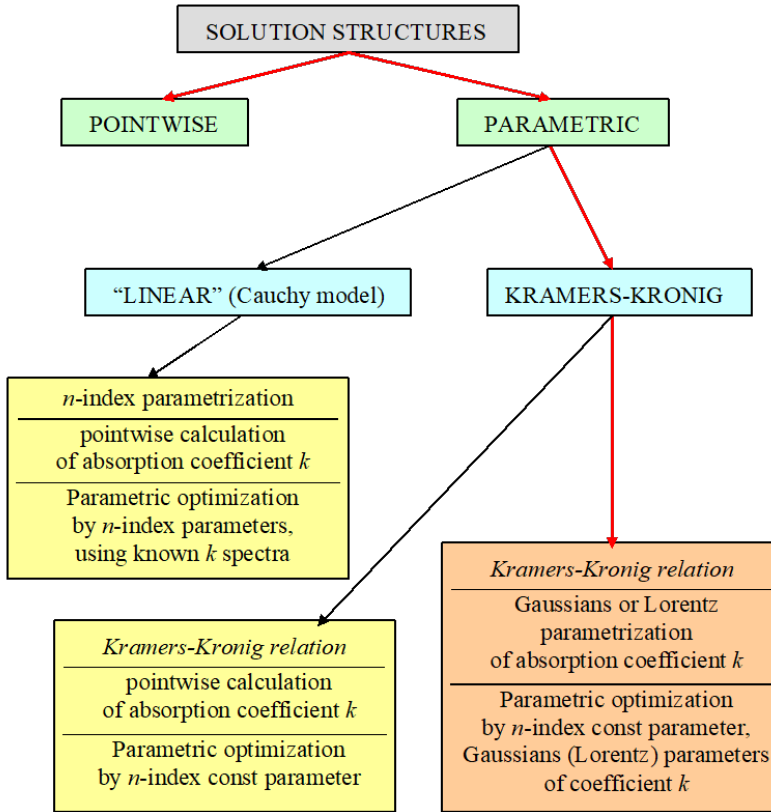 SOLUTION STRUCTURES
POINTWISE
PARAMETRIC
“LINEAR” (Cauchy model)
KRAMERS-KRONIG
n-index parametrization
pointwise calculation
of absorption coefficient k
Parametric optimization
by n-index parameters,
using known k spectra
Kramers-Kronig relation
pointwise calculation
of absorption coefficient k
Parametric optimization
by n-index const parameter
Kramers-Kronig relation
Gaussians or Lorentz
parametrization
of absorption coefficient k
Parametric optimization
by n-index const parameter,
Gaussians (Lorentz) parameters
of coefficient k